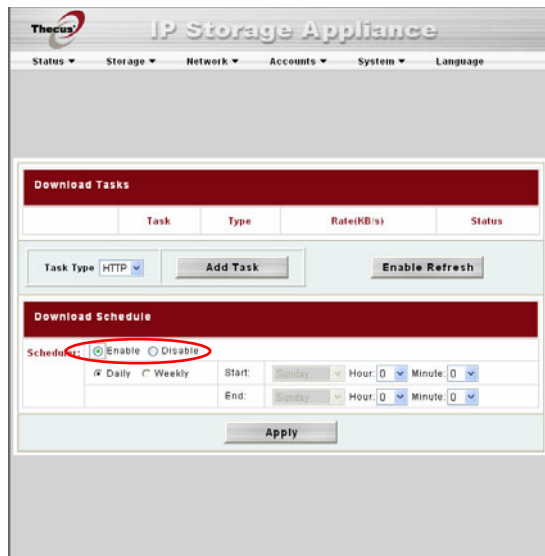 Thecus
IP Storage Appliance
Status Storage Network Accounts System Language
Download Tasks
Task Type Rate(KB/s) Status
Task Type HTTP Add Task Enable Refresh
Download Schedule
Scheduler: Enable Disable
Daily Weekly Start: Sunday Hour: 0 Minute: 0
End: Sunday Hour: 0 Minute: 0
Apply